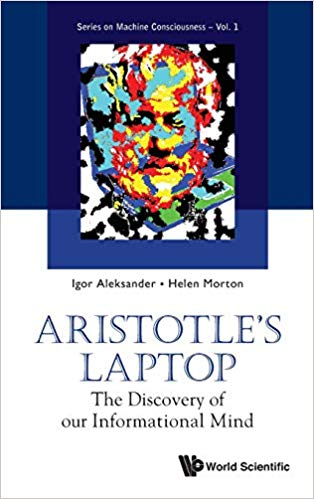 Series on Machine Consciousness – Vol. 1
Igor Aleksander • Helen Morton
ARISTOTLE'S
LAPTOP
The Discovery of
our Informational Mind
World Scientific